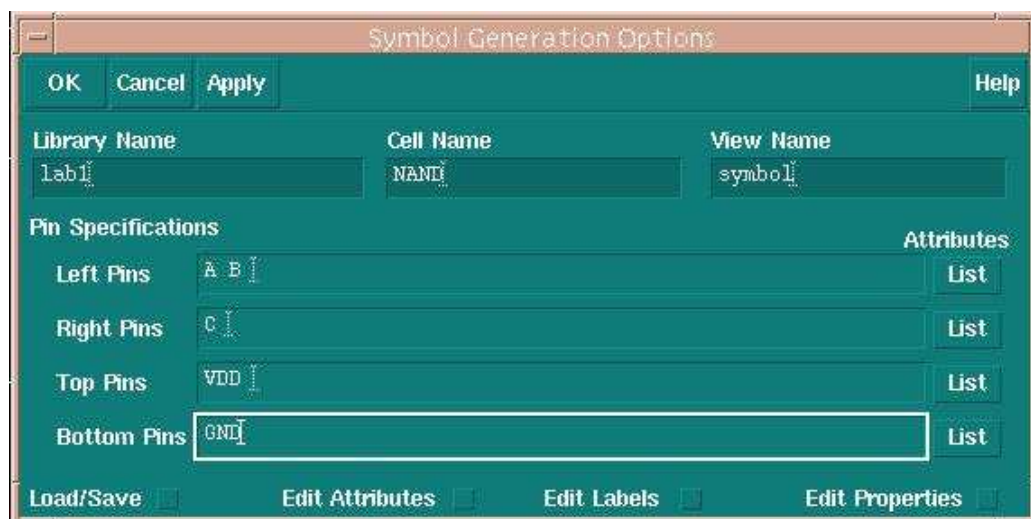 Symbol Generation Options
OK Cancel Apply Help
Library Name Cell Name View Name
lab1 NAND symbol
Pin Specifications Attributes
Left Pins A B List
Right Pins C List
Top Pins VDD List
Bottom Pins GND List
Load/Save Edit Attributes Edit Labels Edit Properties